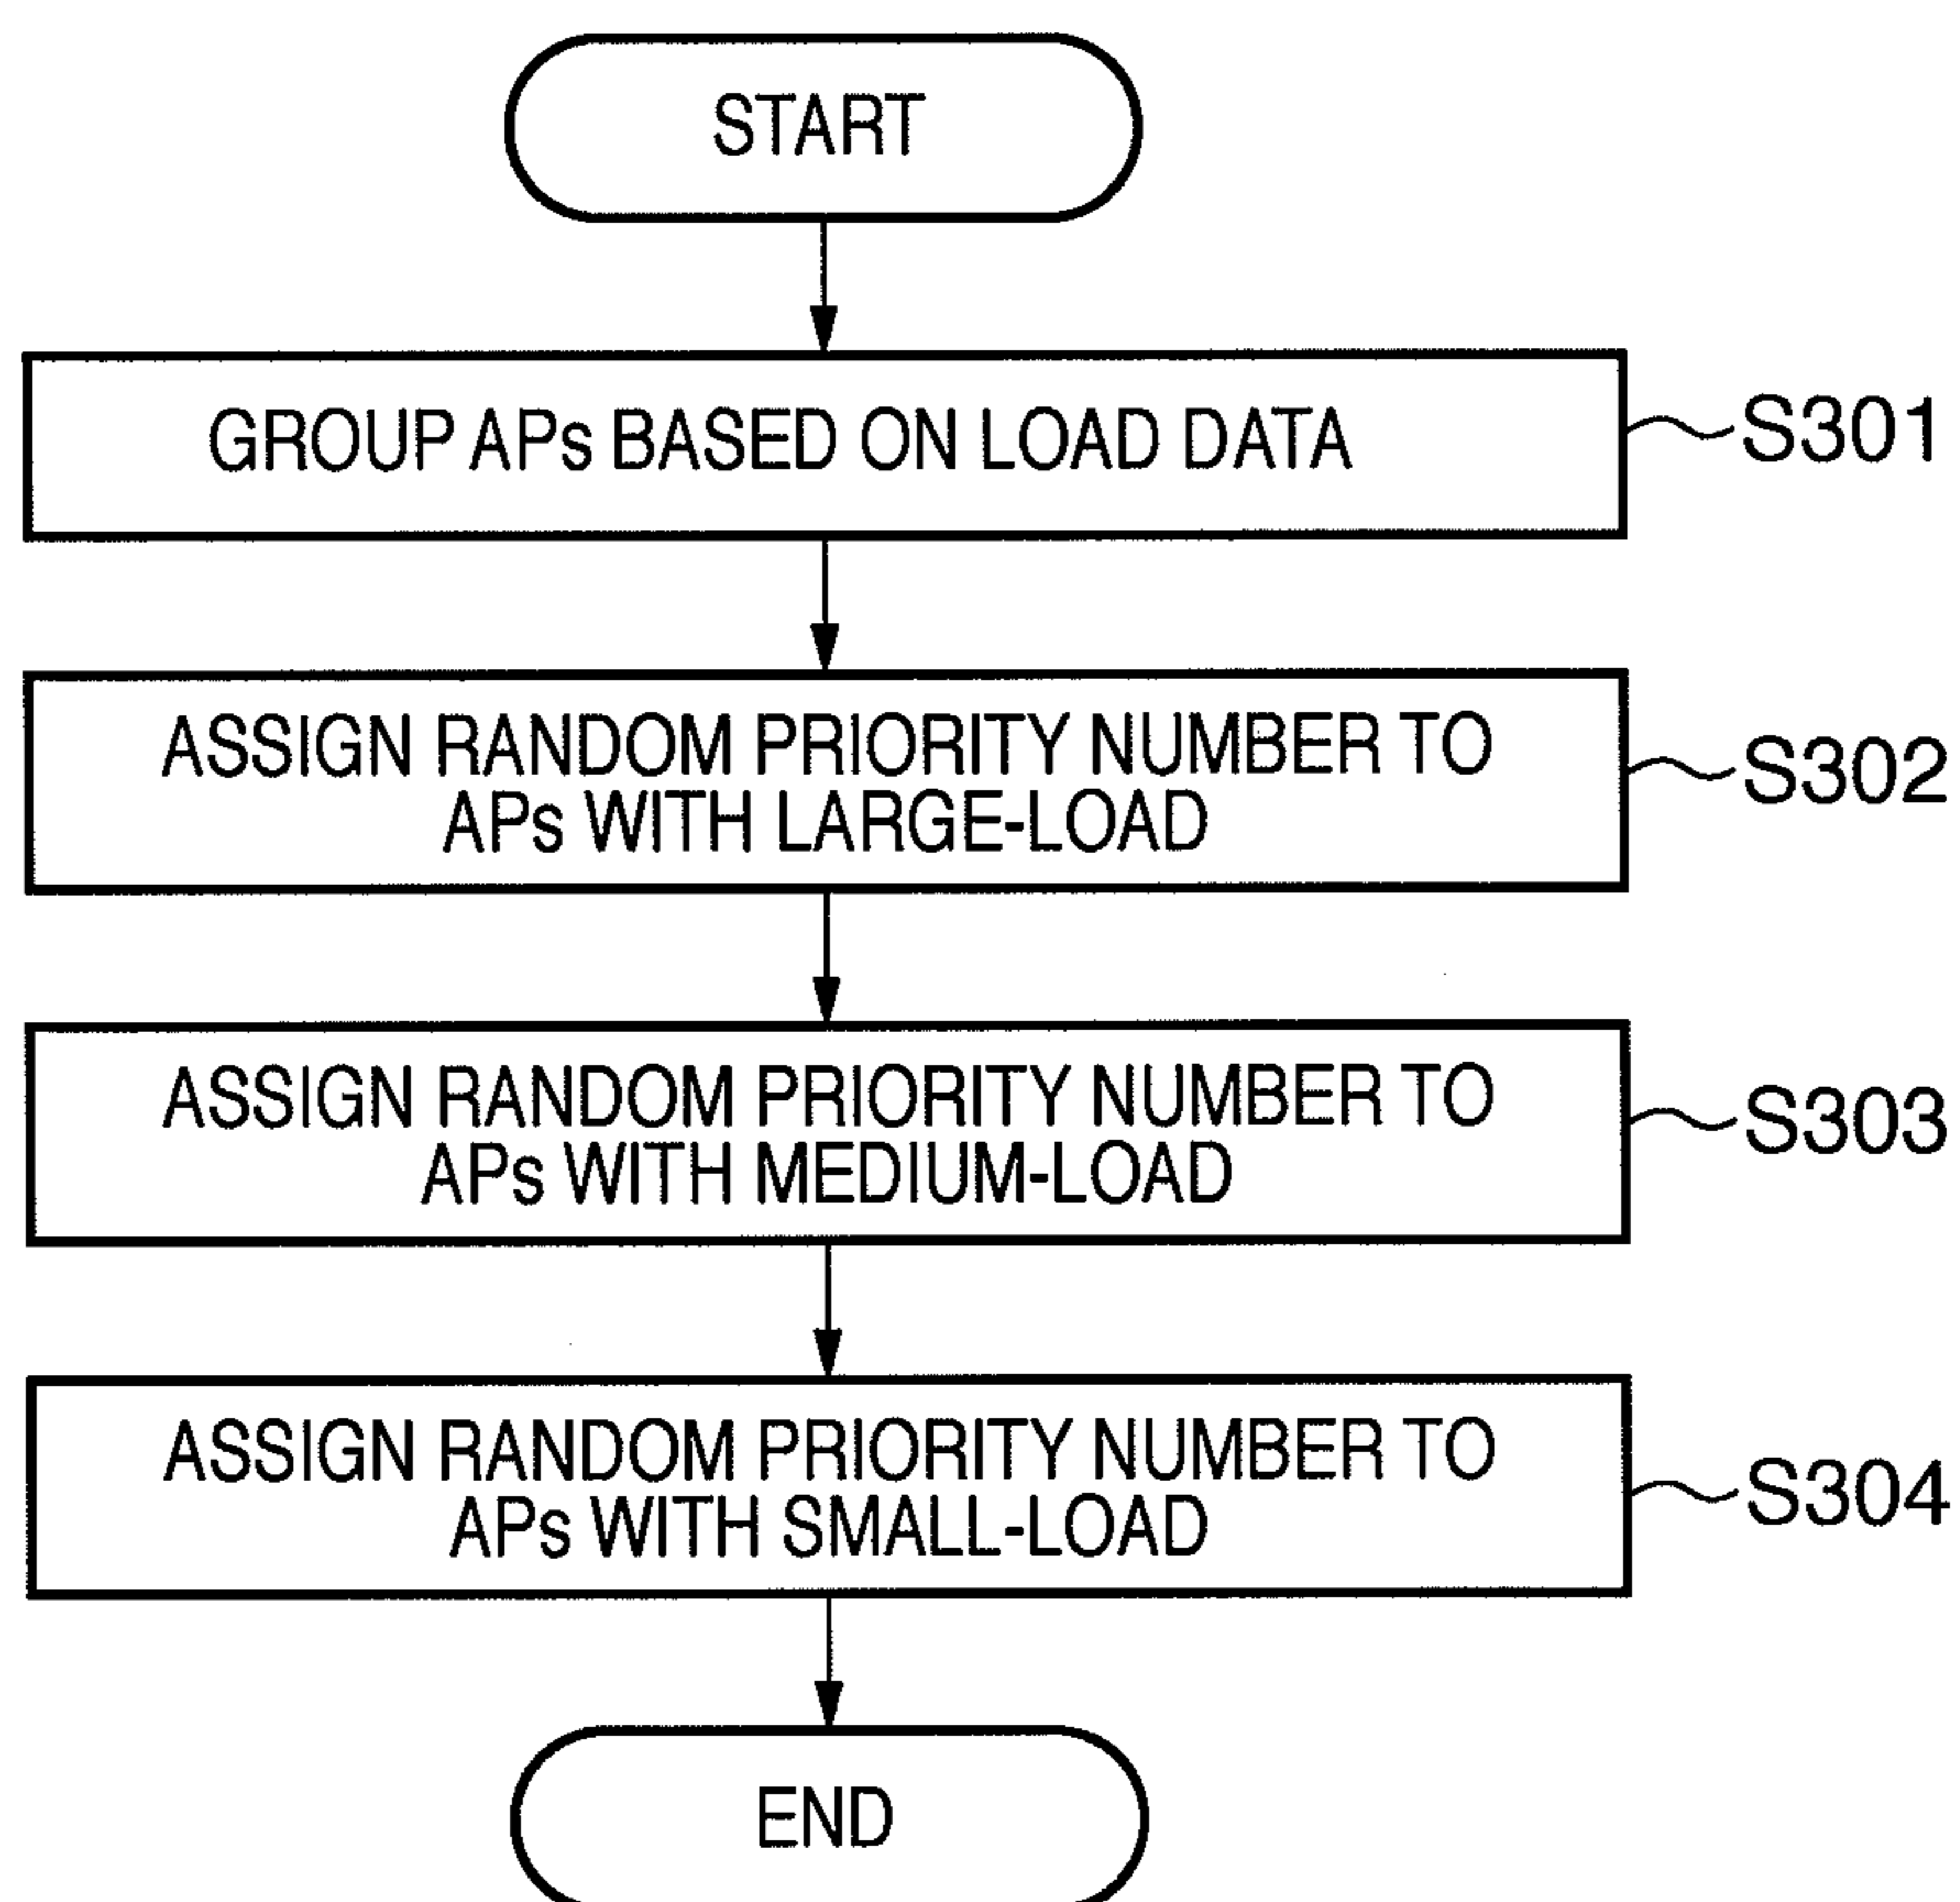 START
GROUP APs BASED ON LOAD DATA
S301
ASSIGN RANDOM PRIORITY NUMBER TO
APs WITH LARGE-LOAD
S302
ASSIGN RANDOM PRIORITY NUMBER TO
APs WITH MEDIUM-LOAD
S303
ASSIGN RANDOM PRIORITY NUMBER TO
APs WITH SMALL-LOAD
S304
END